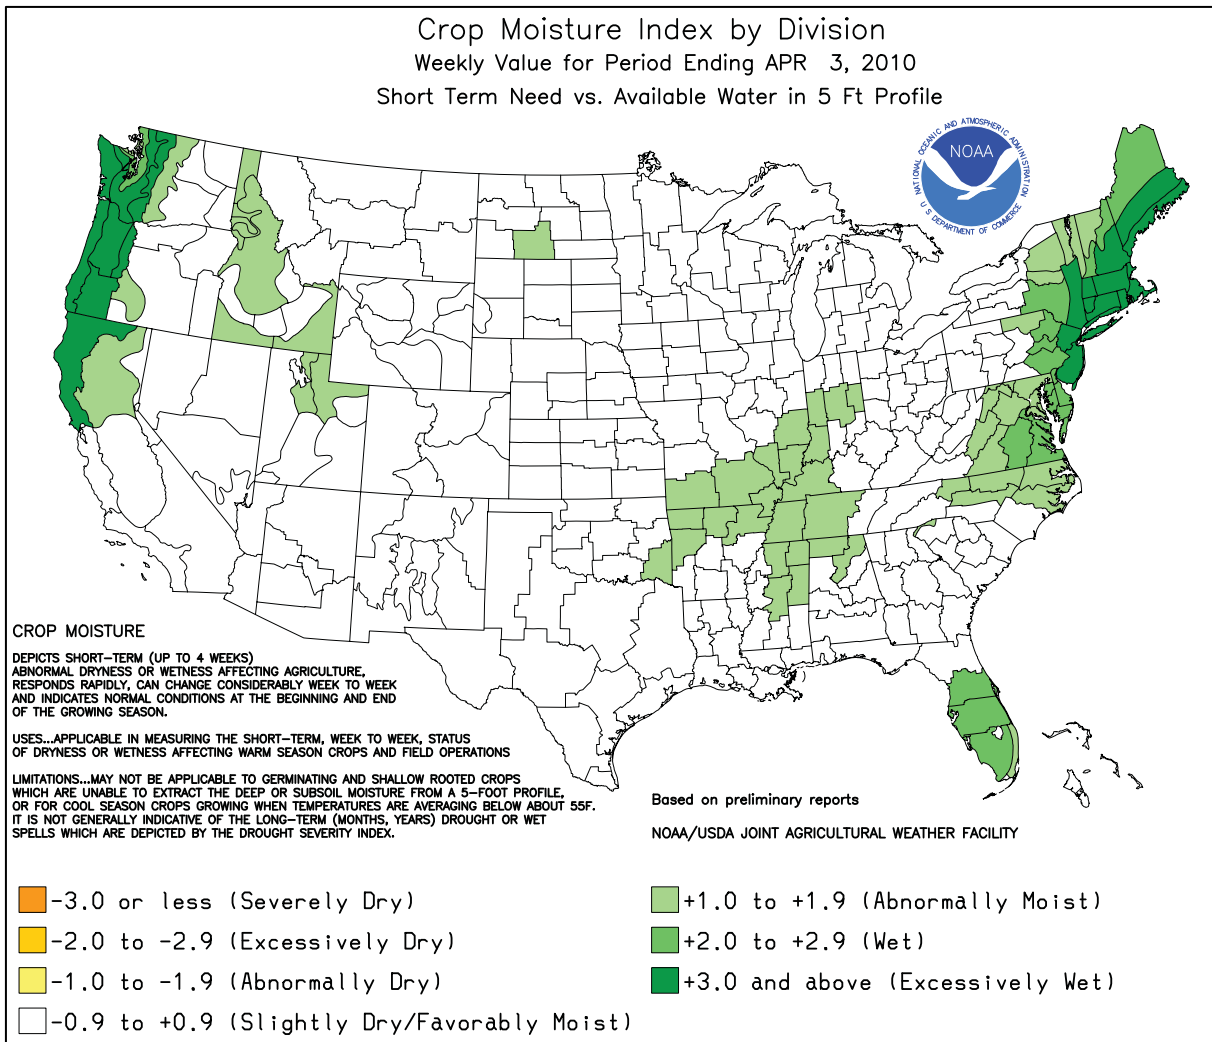 Crop Moisture Index by Division
Weekly Value for Period Ending APR 3, 2010
Short Term Need vs. Available Water in 5 Ft Profile
NATIONAL OCEANIC AND ATMOSPHERIC ADMINISTRATION
NOAA
U S DEPARTMENT OF COMMERCE
CROP MOISTURE
DEPICTS SHORT-TERM (UP TO 4 WEEKS)
ABNORMAL DRYNESS OR WETNESS AFFECTING AGRICULTURE,
RESPONDS RAPIDLY, CAN CHANGE CONSIDERABLY WEEK TO WEEK
AND INDICATES NORMAL CONDITIONS AT THE BEGINNING AND END
OF THE GROWING SEASON.
USES...APPLICABLE IN MEASURING THE SHORT-TERM, WEEK TO WEEK, STATUS
OF DRYNESS OR WETNESS AFFECTING WARM SEASON CROPS AND FIELD OPERATIONS
LIMITATIONS...MAY NOT BE APPLICABLE TO GERMINATING AND SHALLOW ROOTED CROPS
WHICH ARE UNABLE TO EXTRACT THE DEEP OR SUBSOIL MOISTURE FROM A 5-FOOT PROFILE,
OR FOR COOL SEASON CROPS GROWING WHEN TEMPERATURES ARE AVERAGING BELOW ABOUT 55F.
IT IS NOT GENERALLY INDICATIVE OF THE LONG-TERM (MONTHS, YEARS) DROUGHT OR WET
SPELLS WHICH ARE DEPICTED BY THE DROUGHT SEVERITY INDEX.
Based on preliminary reports
NOAA/USDA JOINT AGRICULTURAL WEATHER FACILITY
-3.0 or less (Severely Dry)
-2.0 to -2.9 (Excessively Dry)
-1.0 to -1.9 (Abnormally Dry)
-0.9 to +0.9 (Slightly Dry/Favorably Moist)
+1.0 to +1.9 (Abnormally Moist)
+2.0 to +2.9 (Wet)
+3.0 and above (Excessively Wet)